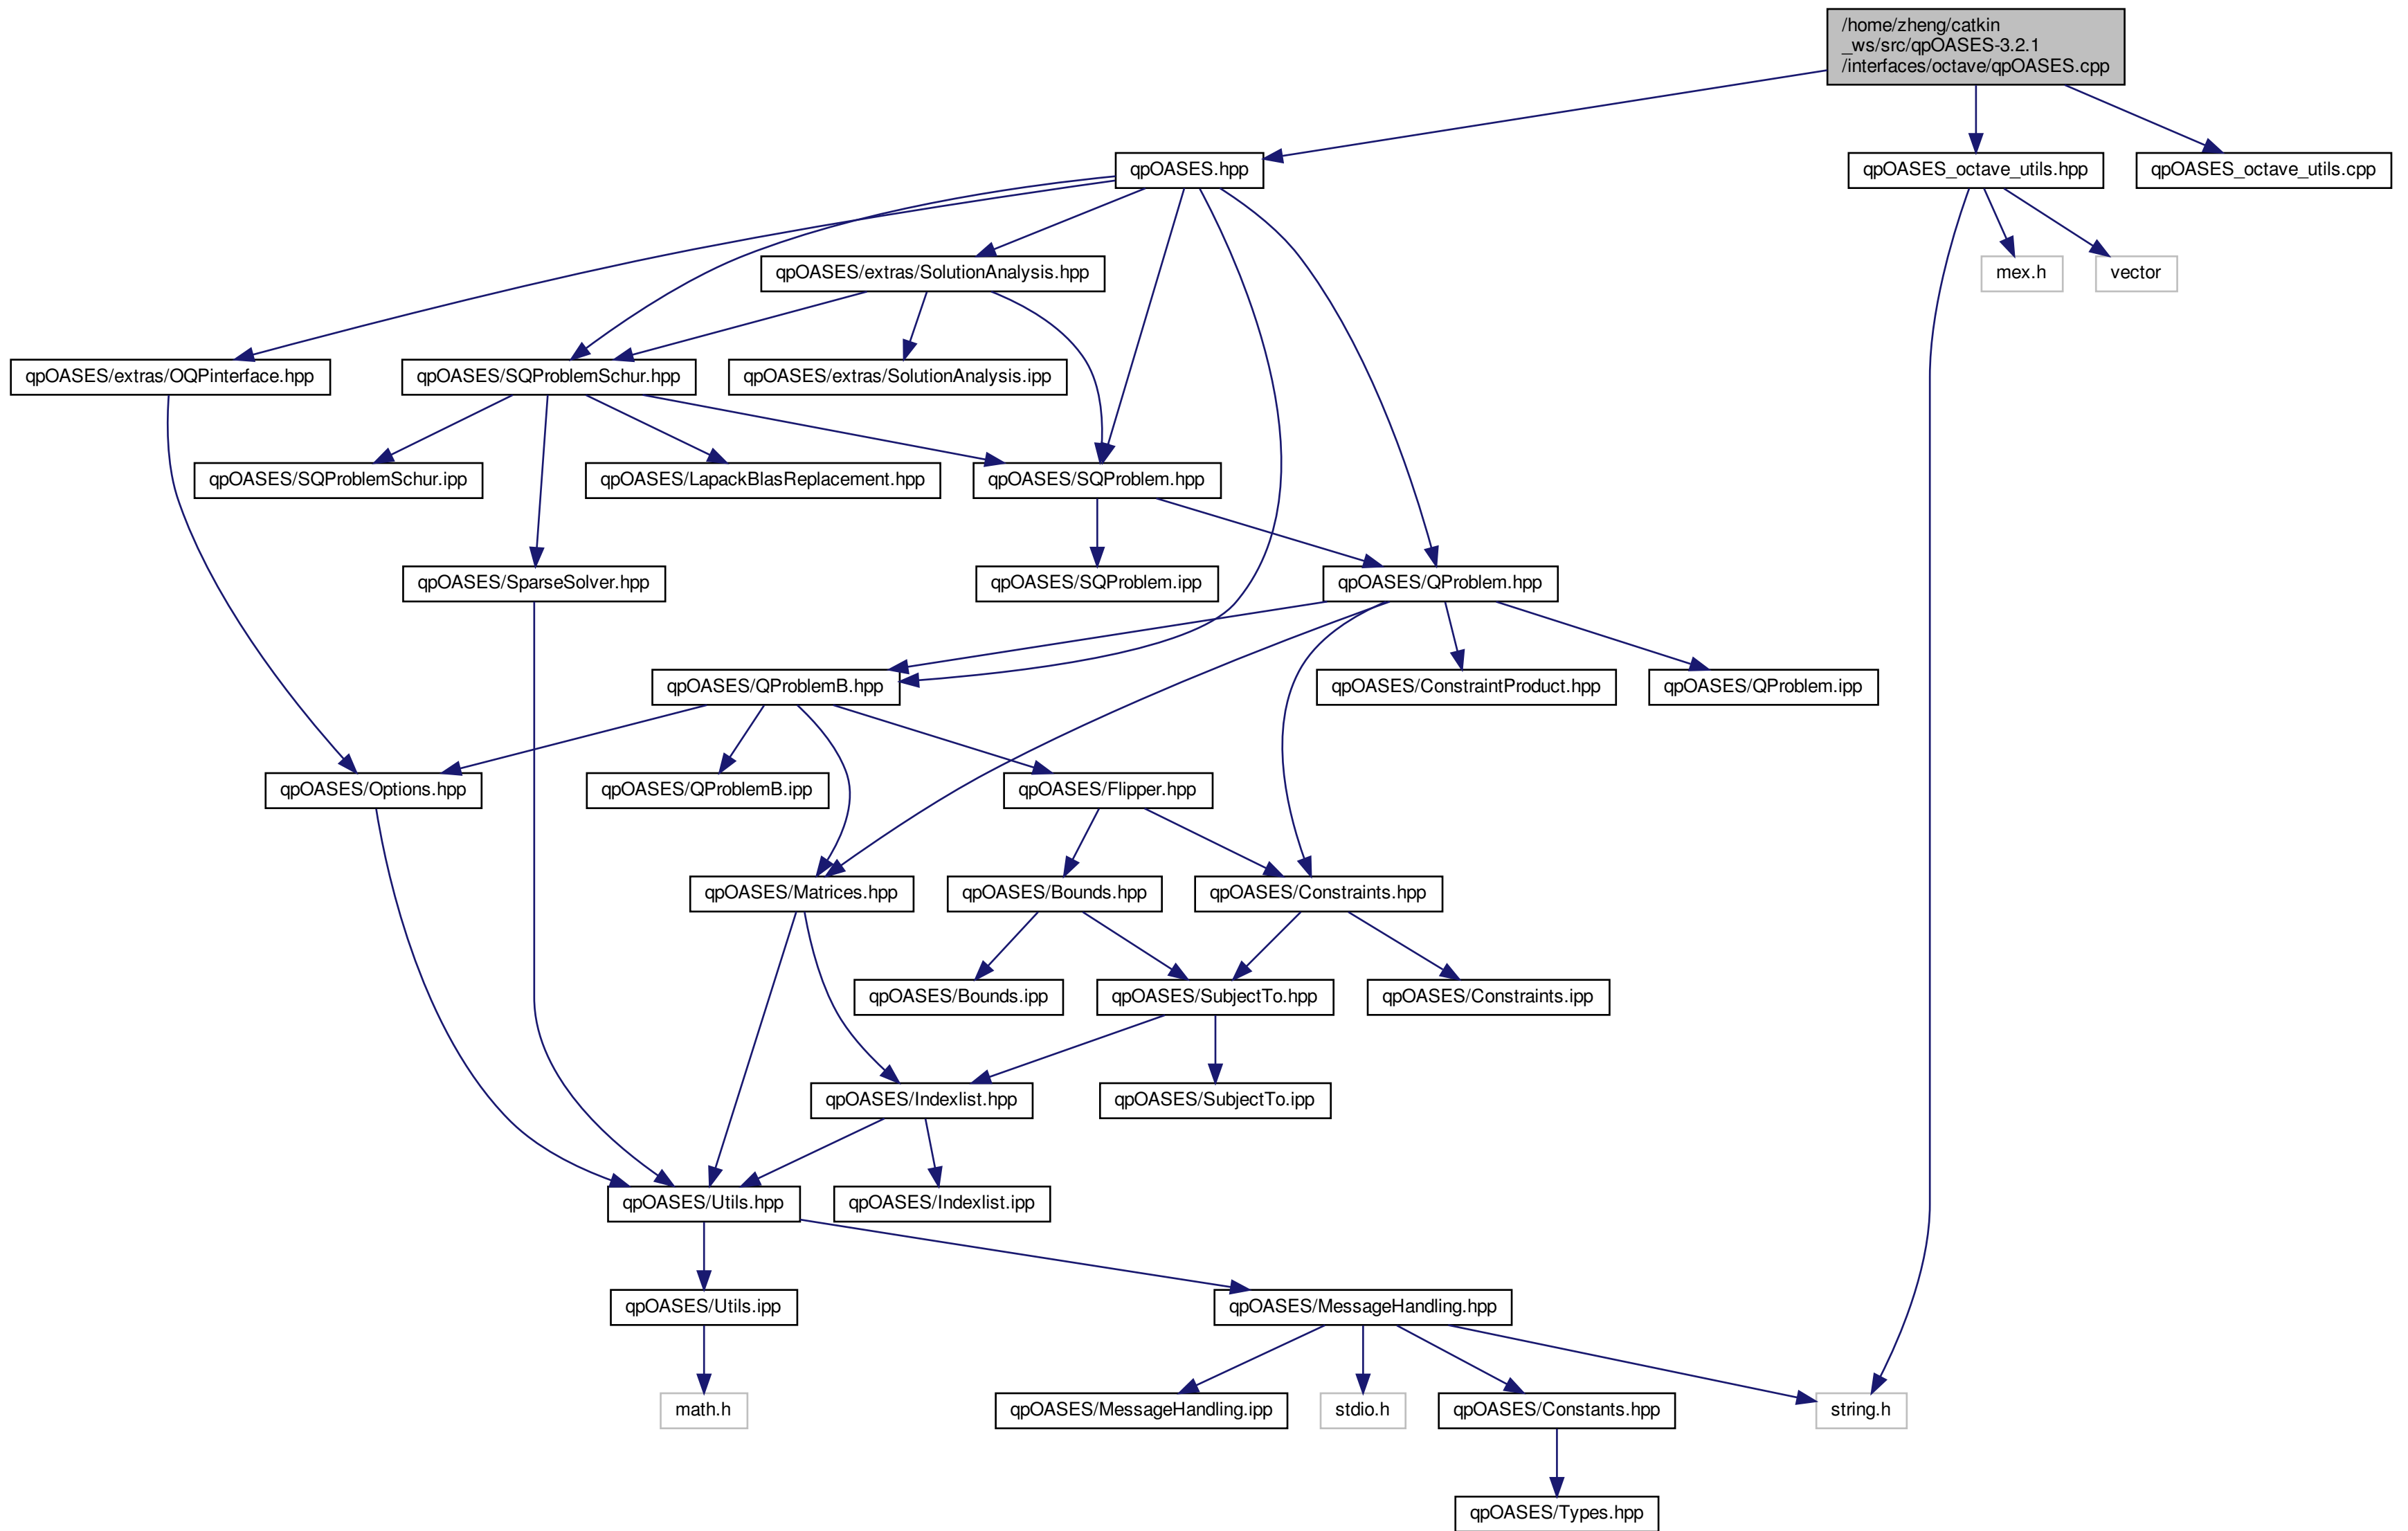 /home/zheng/catkin
_ws/src/qpOASES-3.2.1
/interfaces/octave/qpOASES.cpp
qpOASES.hpp
qpOASES_octave_utils.hpp
qpOASES_octave_utils.cpp
qpOASES/extras/SolutionAnalysis.hpp
mex.h
vector
qpOASES/extras/OQPinterface.hpp
qpOASES/SQProblemSchur.hpp
qpOASES/extras/SolutionAnalysis.ipp
qpOASES/SQProblemSchur.ipp
qpOASES/LapackBlasReplacement.hpp
qpOASES/SQProblem.hpp
qpOASES/SparseSolver.hpp
qpOASES/SQProblem.ipp
qpOASES/QProblem.hpp
qpOASES/QProblemB.hpp
qpOASES/ConstraintProduct.hpp
qpOASES/QProblem.ipp
qpOASES/Options.hpp
qpOASES/QProblemB.ipp
qpOASES/Flipper.hpp
qpOASES/Matrices.hpp
qpOASES/Bounds.hpp
qpOASES/Constraints.hpp
qpOASES/Bounds.ipp
qpOASES/SubjectTo.hpp
qpOASES/Constraints.ipp
qpOASES/Indexlist.hpp
qpOASES/SubjectTo.ipp
qpOASES/Utils.hpp
qpOASES/Indexlist.ipp
qpOASES/Utils.ipp
qpOASES/MessageHandling.hpp
math.h
qpOASES/MessageHandling.ipp
stdio.h
qpOASES/Constants.hpp
string.h
qpOASES/Types.hpp